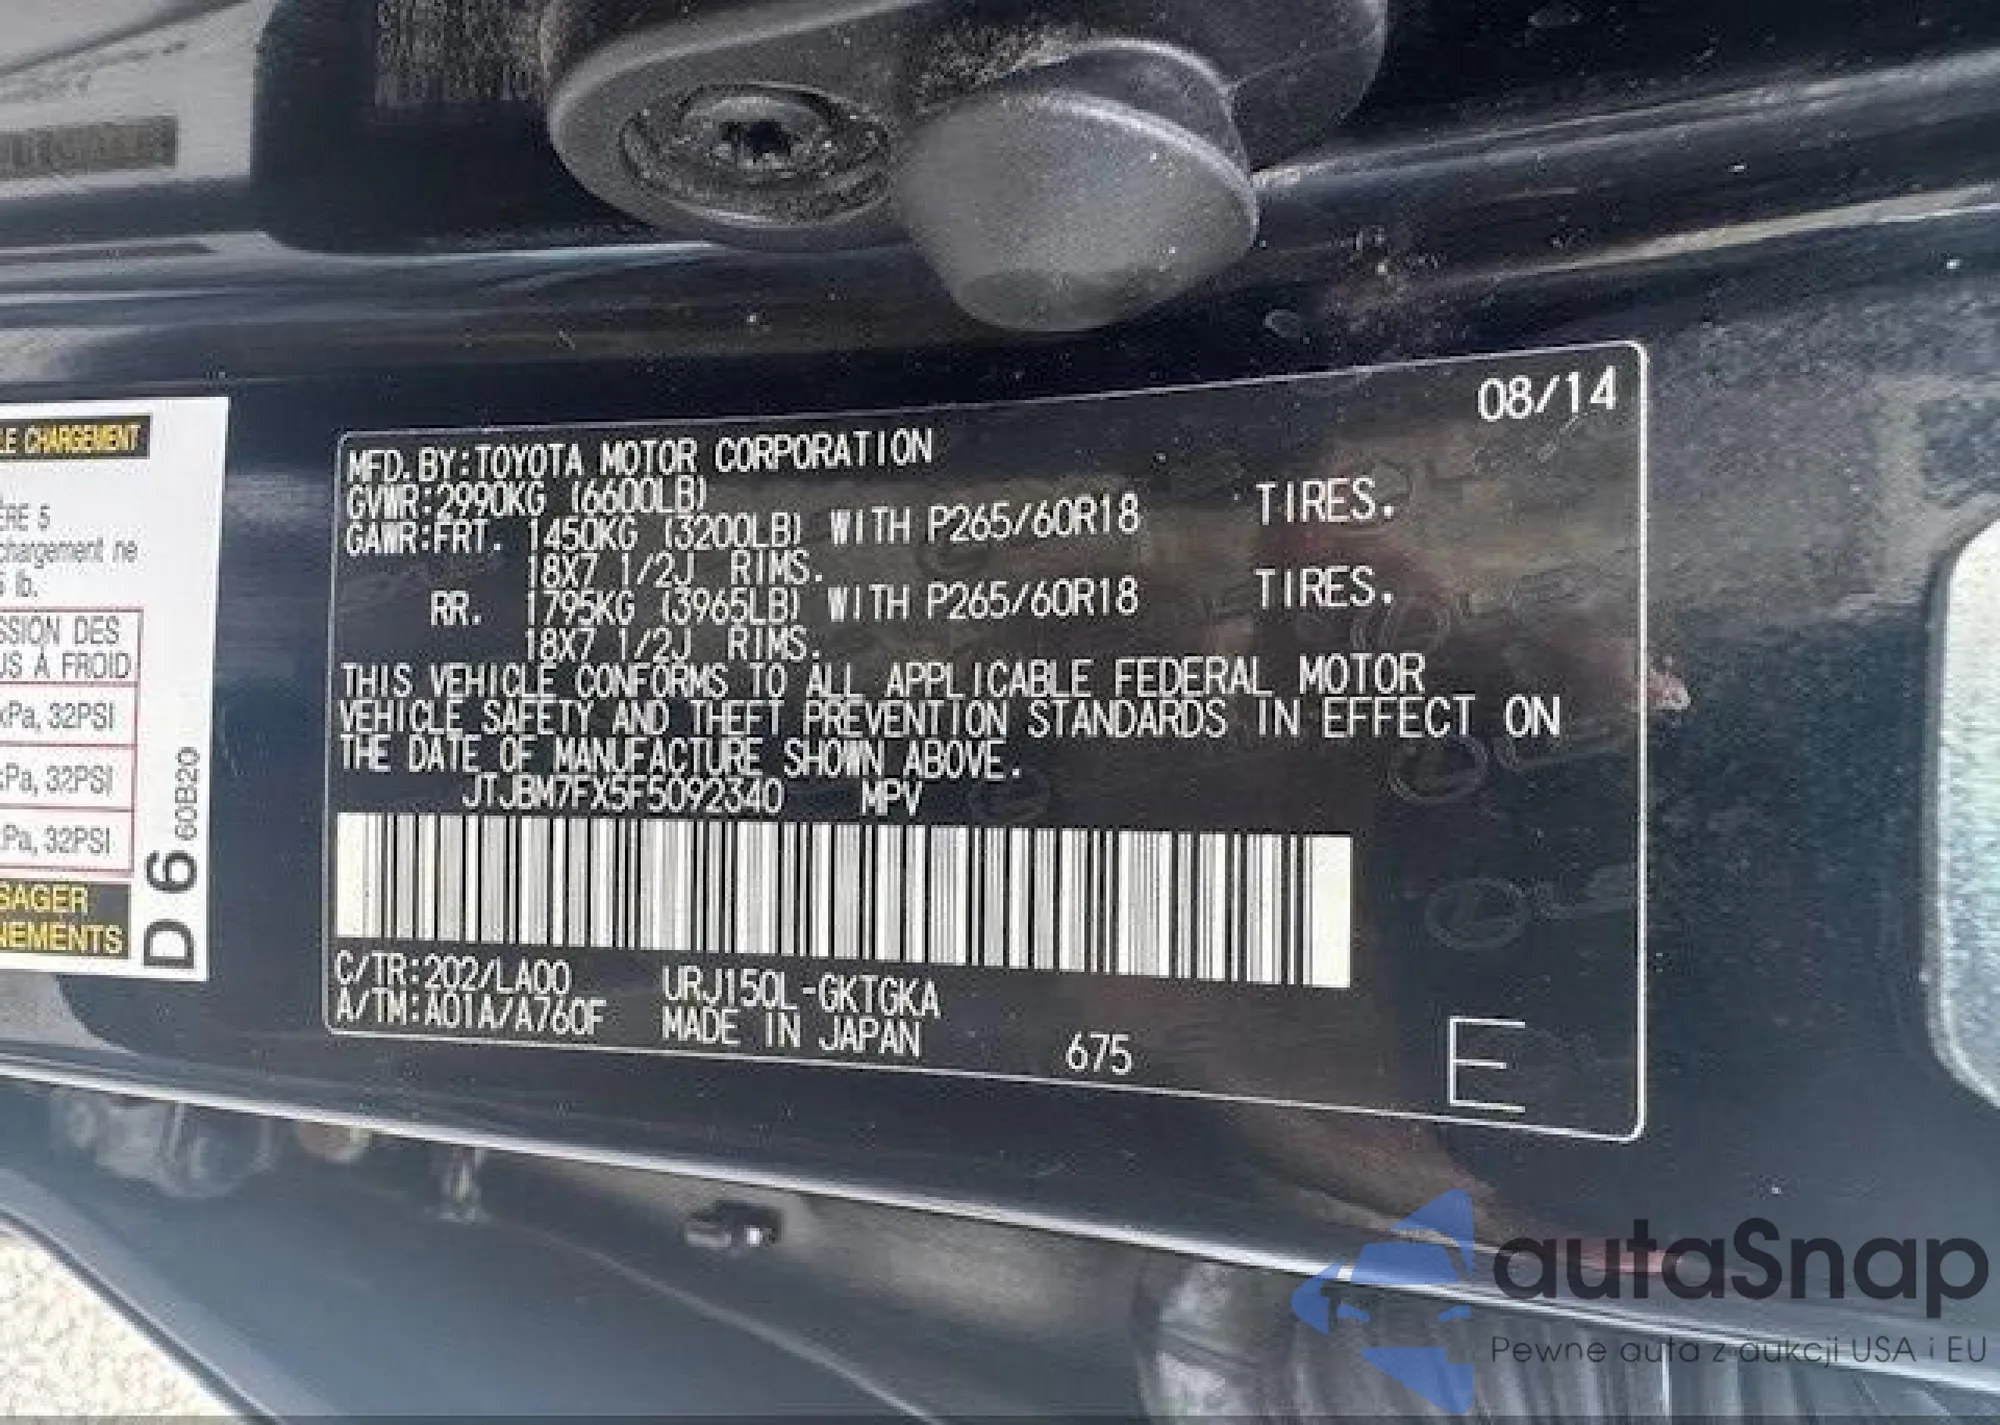 LE CHARGEMENT
ÈRE 5
chargement ne
lb.
SSION DES
US A FROID
kPa, 32PSI
kPa, 32PSI
kPa, 32PSI
SAGER
NEMENTS
D 6 60B20
08/14
MFD. BY:TOYOTA MOTOR CORPORATION
GVWR:2990KG (6600LB)
GAWR:FRT. 1450KG (3200LB) WITH P265/60R18 TIRES.
18X7 1/2J RIMS.
RR. 1795KG (3965LB) WITH P265/60R18 TIRES.
18X7 1/2J RIMS.
THIS VEHICLE CONFORMS TO ALL APPLICABLE FEDERAL MOTOR
VEHICLE SAFETY AND THEFT PREVENTION STANDARDS IN EFFECT ON
THE DATE OF MANUFACTURE SHOWN ABOVE.
JTJBM7FX5F5092340 MPV
C/TR:202/LA00 URJ150L-GKTGKA
A/TM:A01A/A760F MADE IN JAPAN
675
E
autaSnap
Pewne auta z aukcji USA i EU